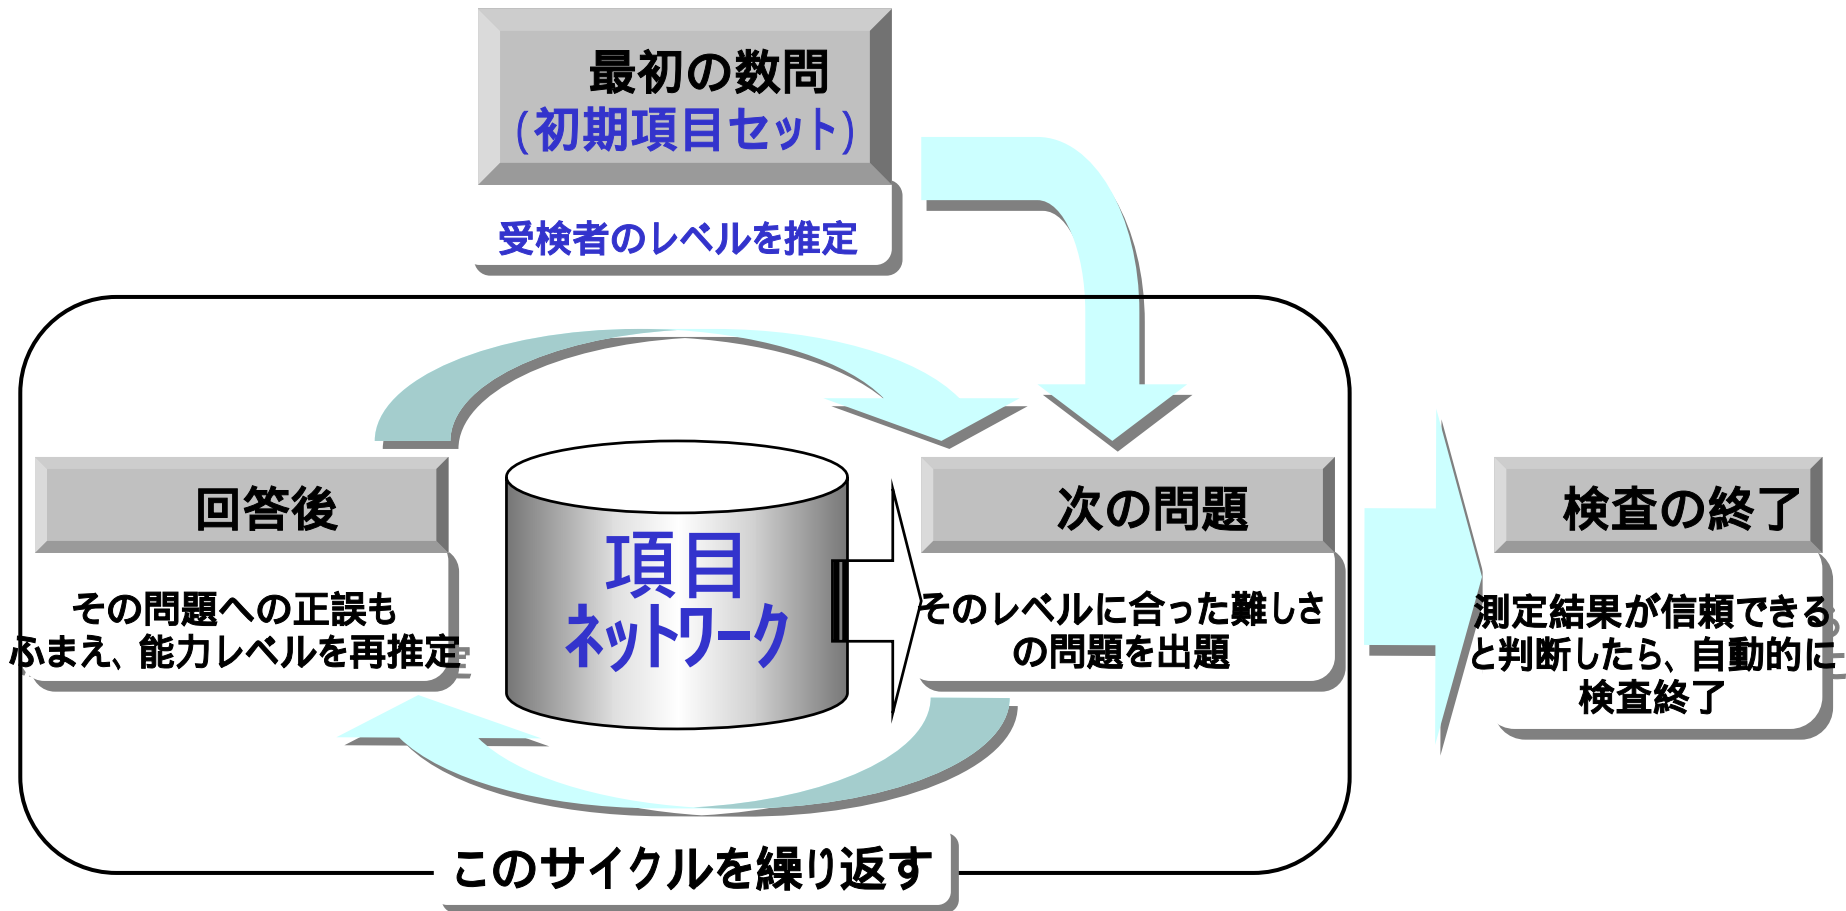 最初の数問
(初期項目セット)
受検者のレベルを推定
回答後
その問題への正誤も
ふまえ、能力レベルを再推定
項目
ネットワーク
次の問題
そのレベルに合った難しさ
の問題を出題
検査の終了
測定結果が信頼できる
と判断したら、自動的に
検査終了
このサイクルを繰り返す